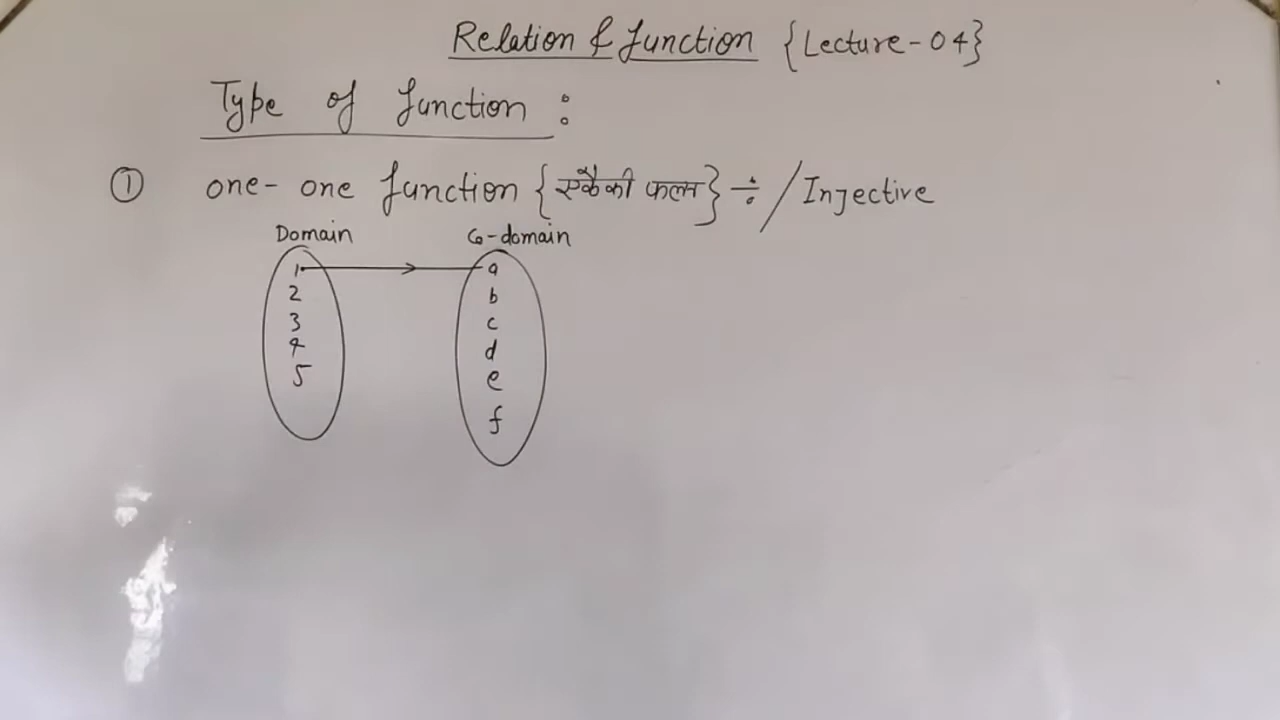 Relation & function {Lecture-04}
Type of function :
① one-one function {एकैकी फलन} ÷ / Injective
Domain Co-domain
1 a
2 b
3 c
4 d
5 e
f